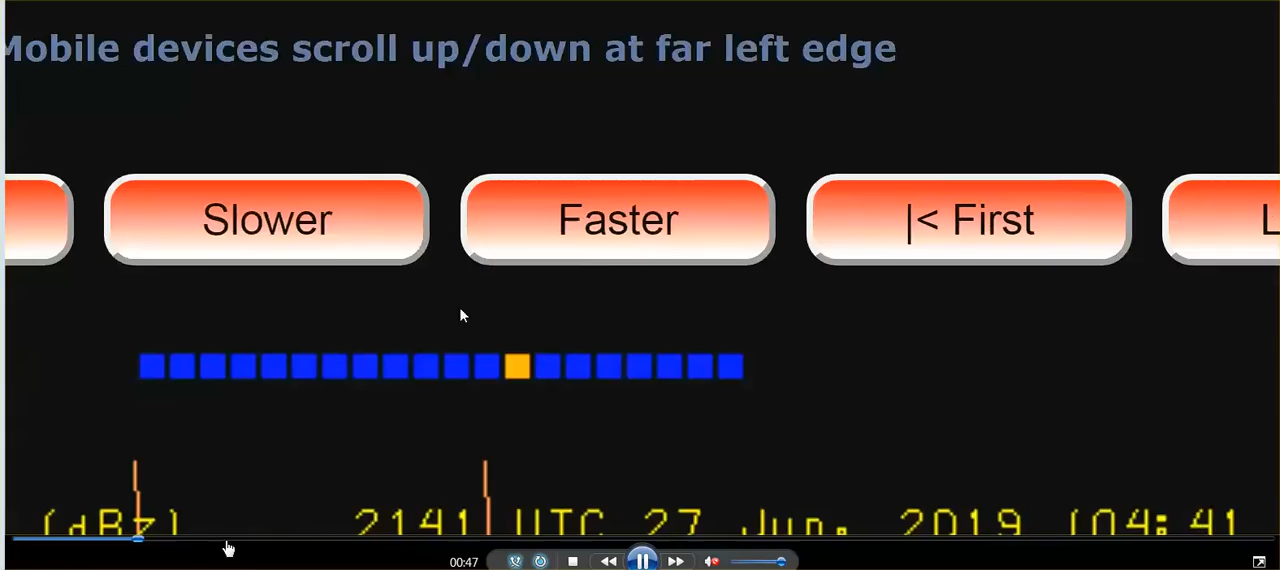 Mobile devices scroll up/down at far left edge
Slower Faster |< First L
(dBz) 2141 UTC 27 Jun. 2019 (04:41
00:47